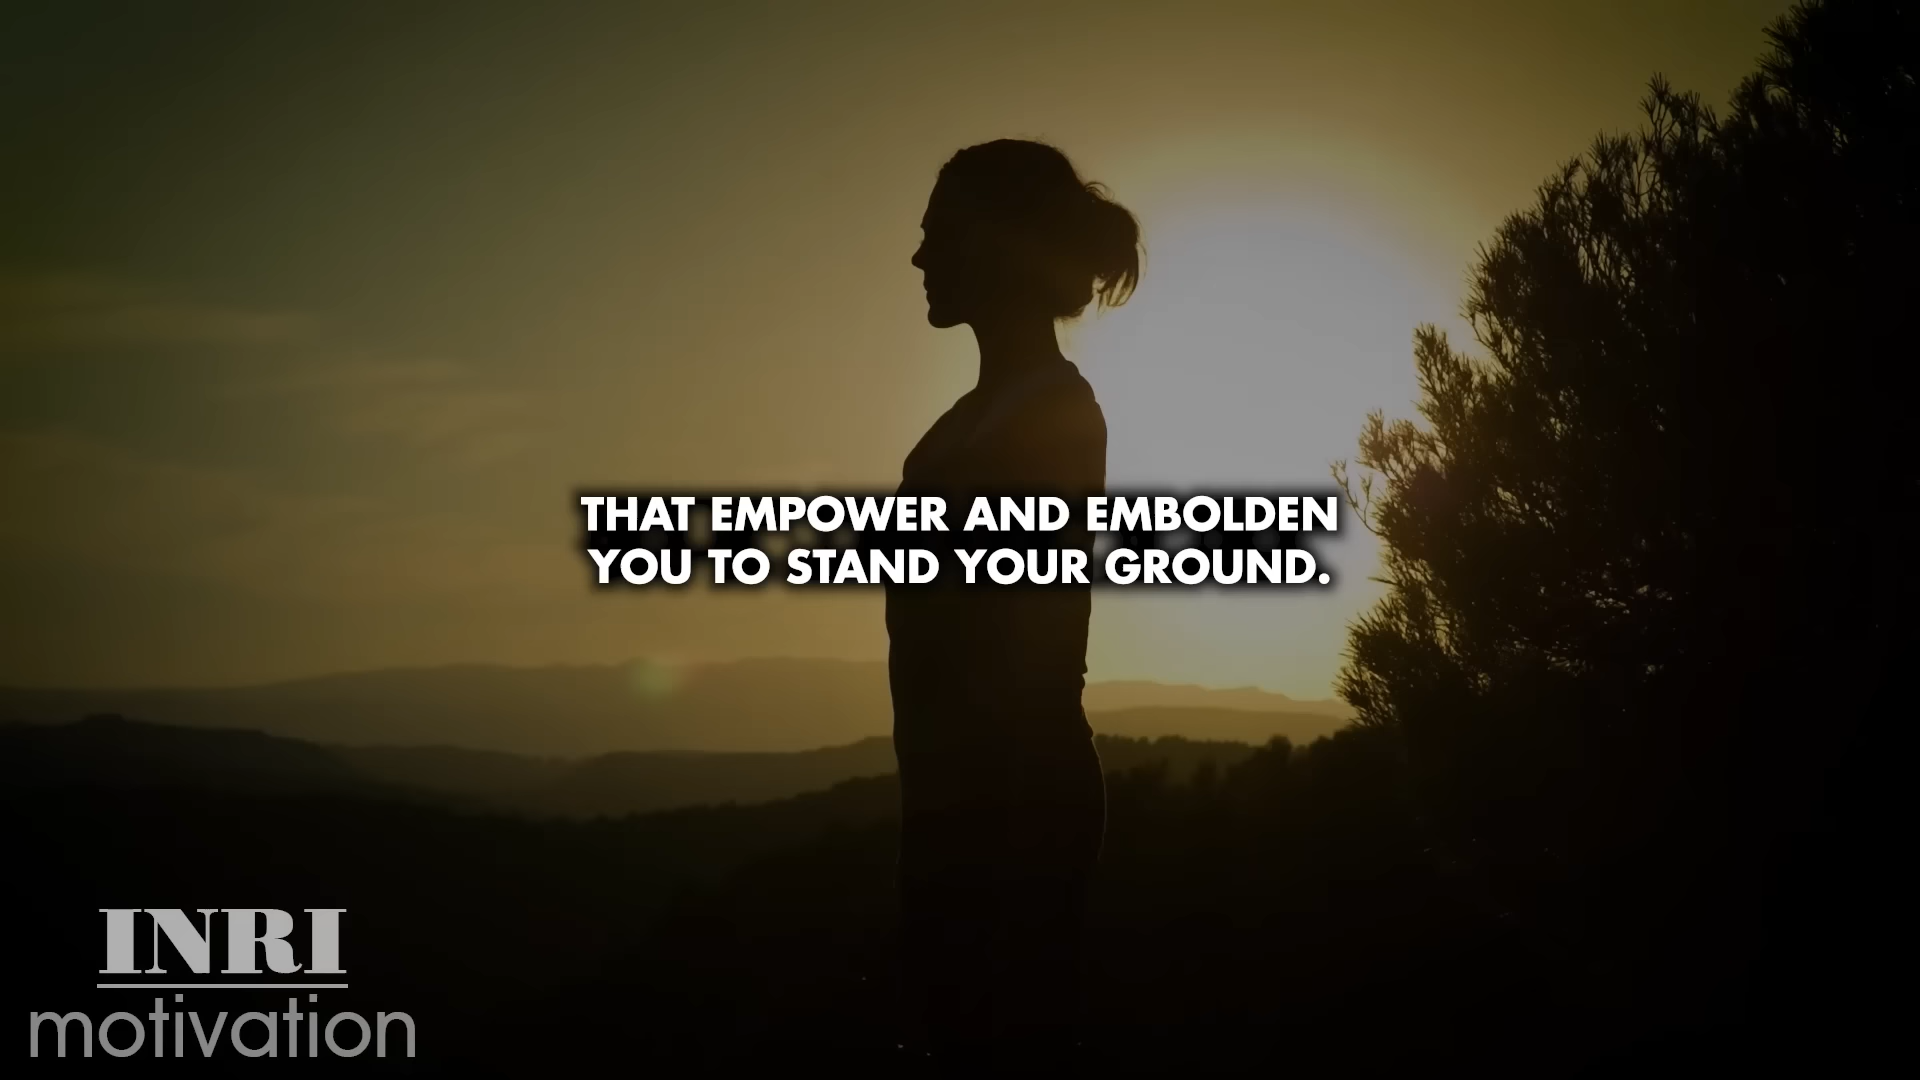 THAT EMPOWER AND EMBOLDEN
YOU TO STAND YOUR GROUND.
INRI
motivation